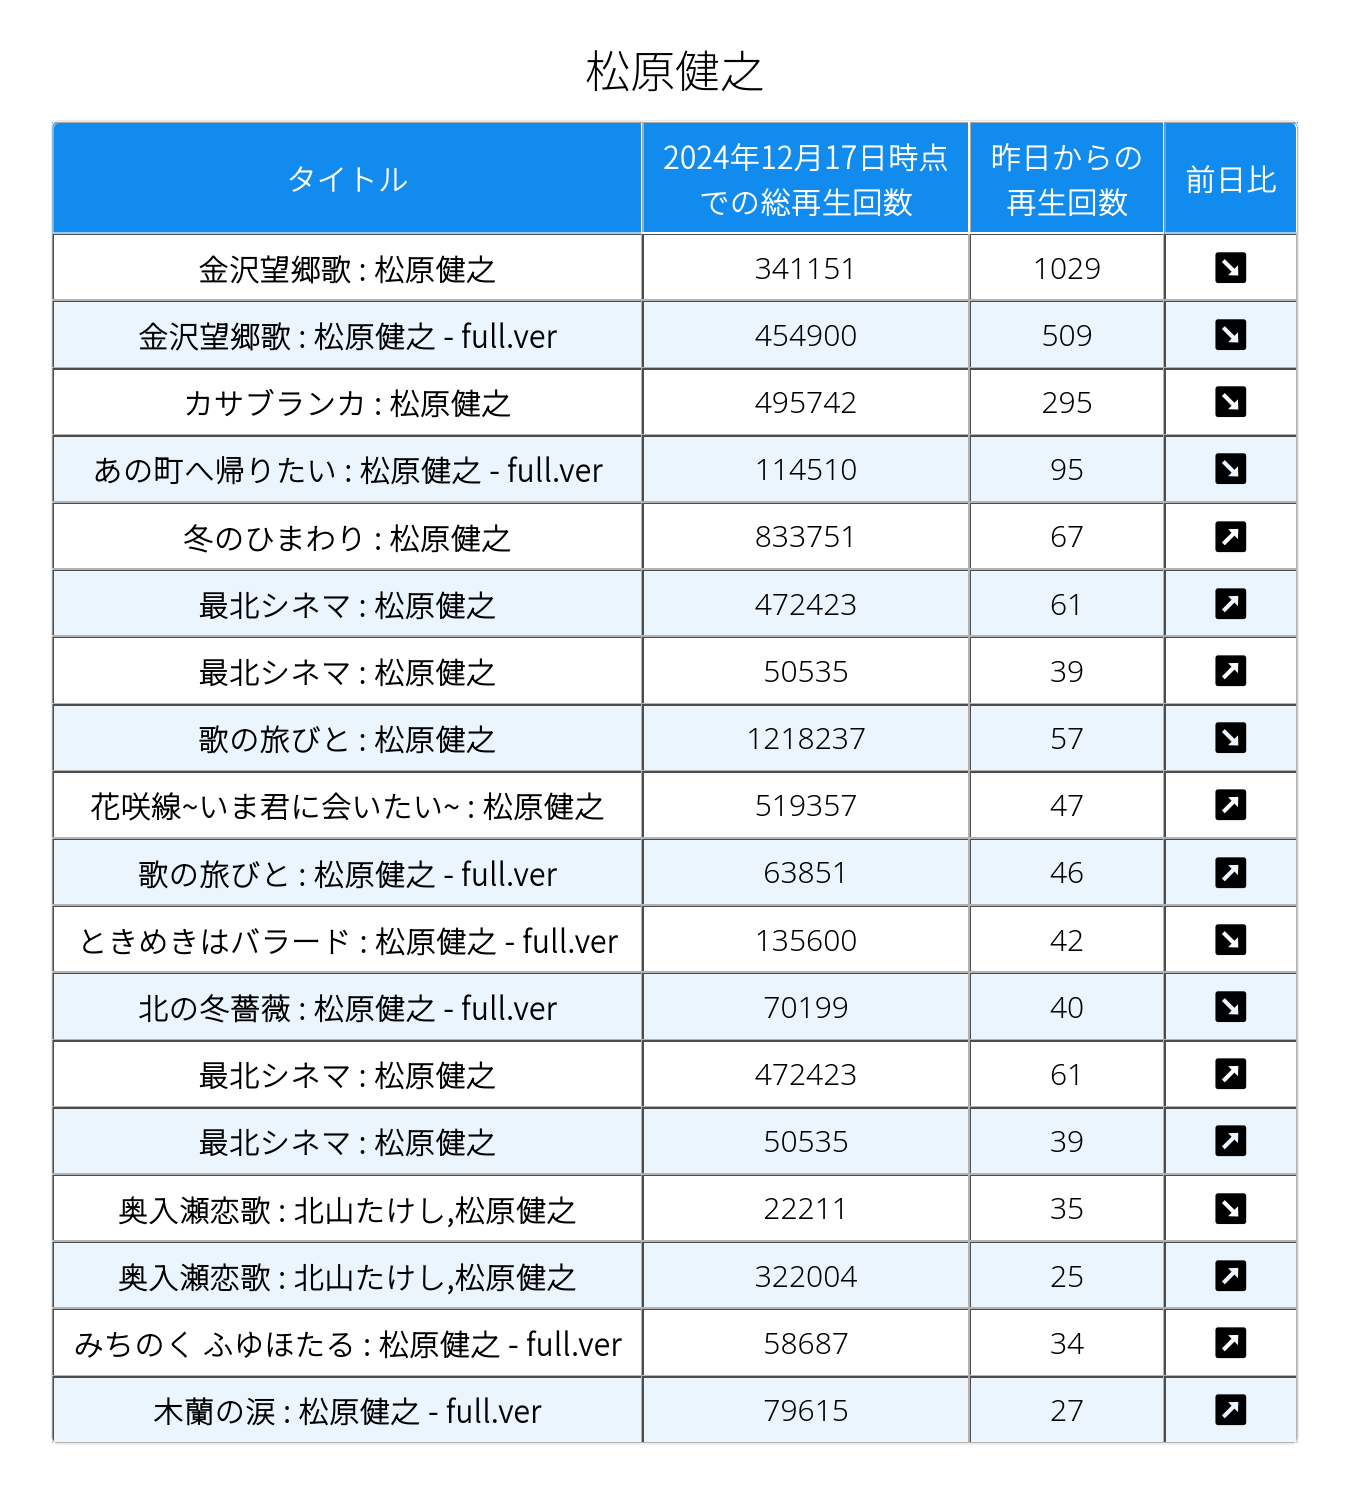 松原健之
タイトル 2024年12月17日時点 昨日からの 前日比
での総再生回数 再生回数
金沢望郷歌 : 松原健之 341151 1029
金沢望郷歌 : 松原健之 - full.ver 454900 509
カサブランカ : 松原健之 495742 295
あの町へ帰りたい : 松原健之 - full.ver 114510 95
冬のひまわり : 松原健之 833751 67
最北シネマ : 松原健之 472423 61
最北シネマ : 松原健之 50535 39
歌の旅びと : 松原健之 1218237 57
花咲線~いま君に会いたい~ : 松原健之 519357 47
歌の旅びと : 松原健之 - full.ver 63851 46
ときめきはバラード : 松原健之 - full.ver 135600 42
北の冬薔薇 : 松原健之 - full.ver 70199 40
最北シネマ : 松原健之 472423 61
最北シネマ : 松原健之 50535 39
奥入瀬恋歌 : 北山たけし,松原健之 22211 35
奥入瀬恋歌 : 北山たけし,松原健之 322004 25
みちのく ふゆほたる : 松原健之 - full.ver 58687 34
木蘭の涙 : 松原健之 - full.ver 79615 27